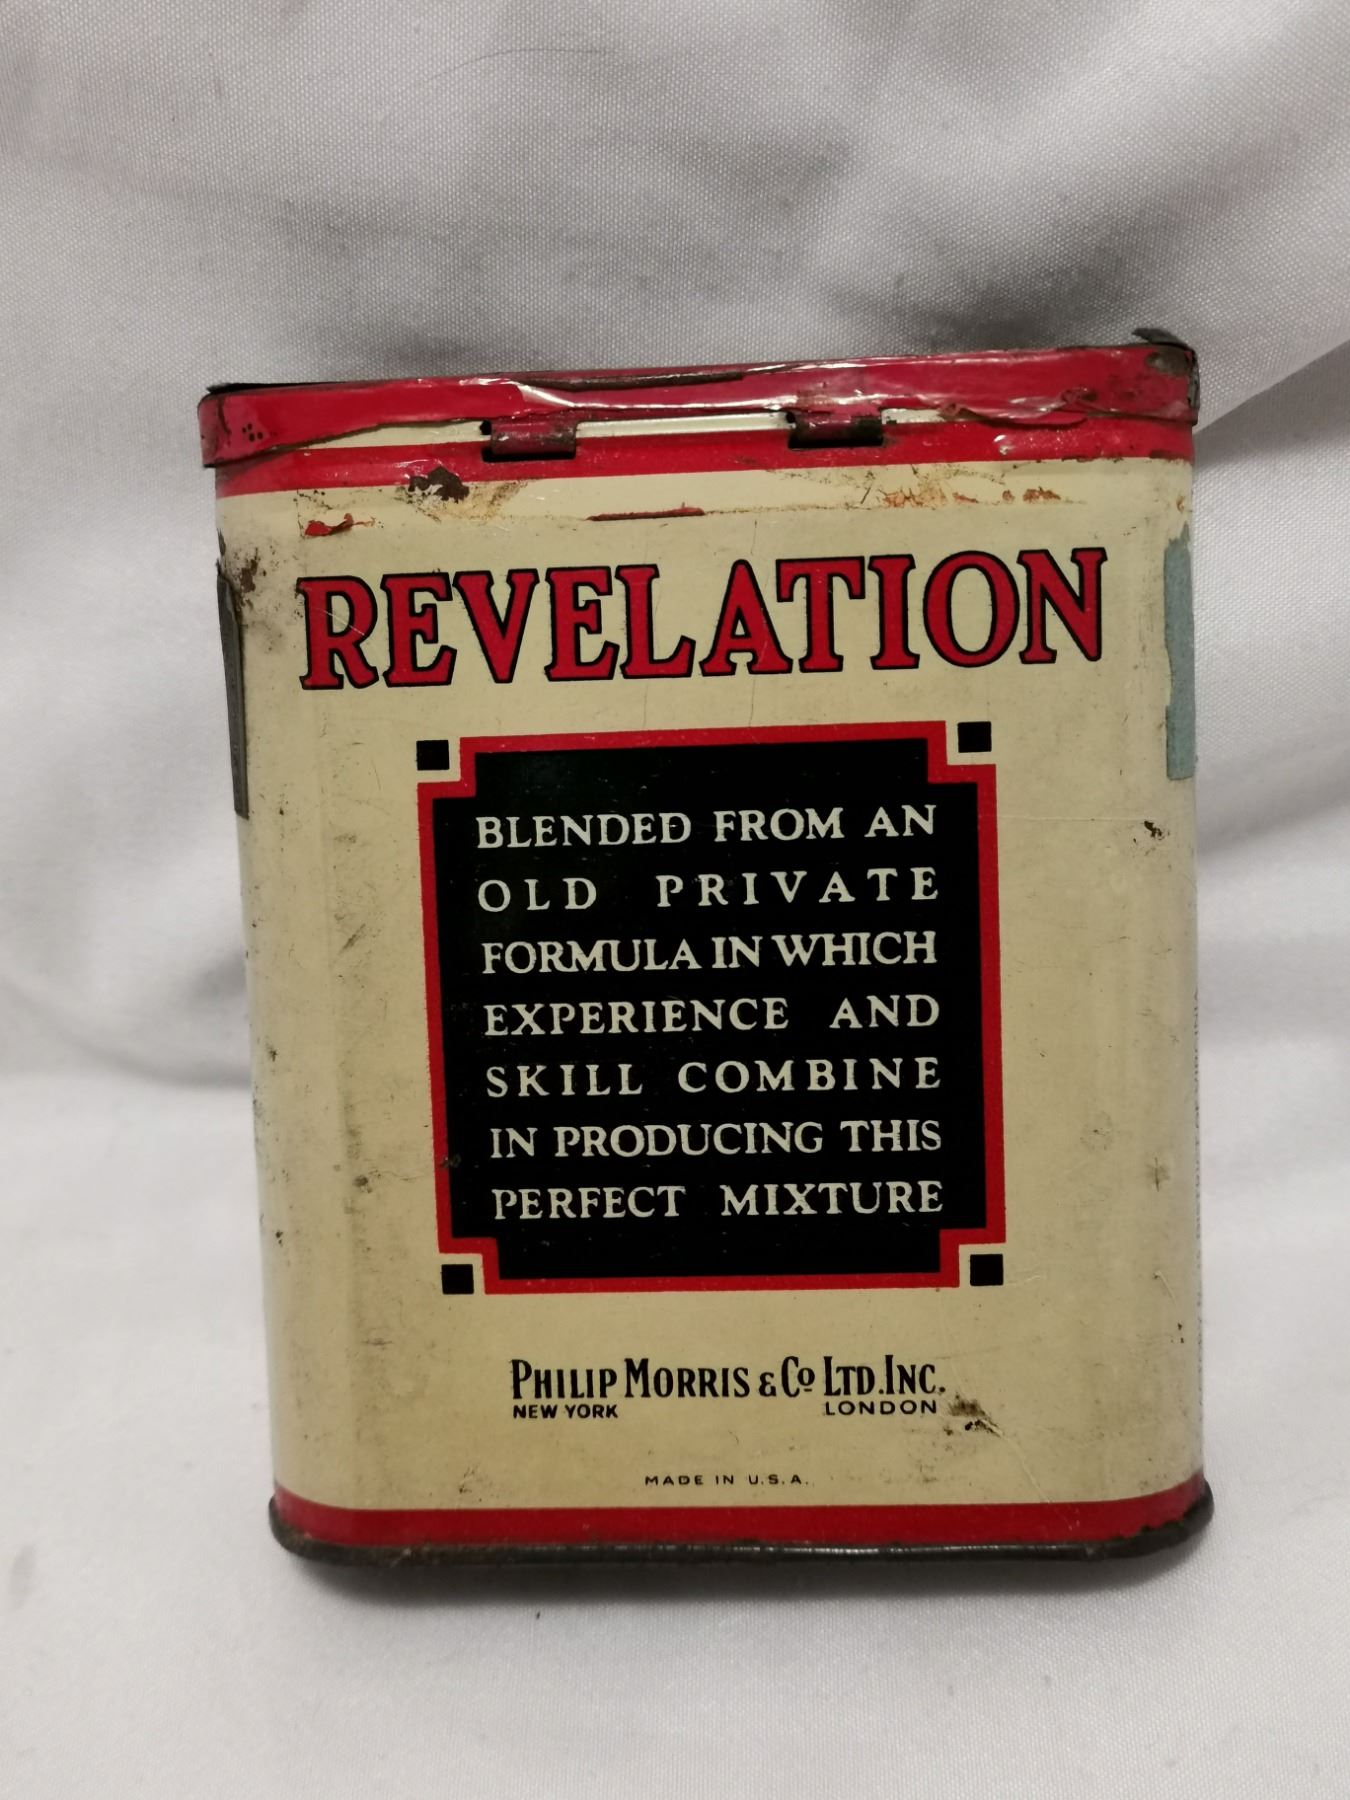 REVELATION
BLENDED FROM AN
OLD PRIVATE
FORMULA IN WHICH
EXPERIENCE AND
SKILL COMBINE
IN PRODUCING THIS
PERFECT MIXTURE
PHILIP MORRIS & Co LTD. INC.
NEW YORK LONDON
MADE IN U.S.A.